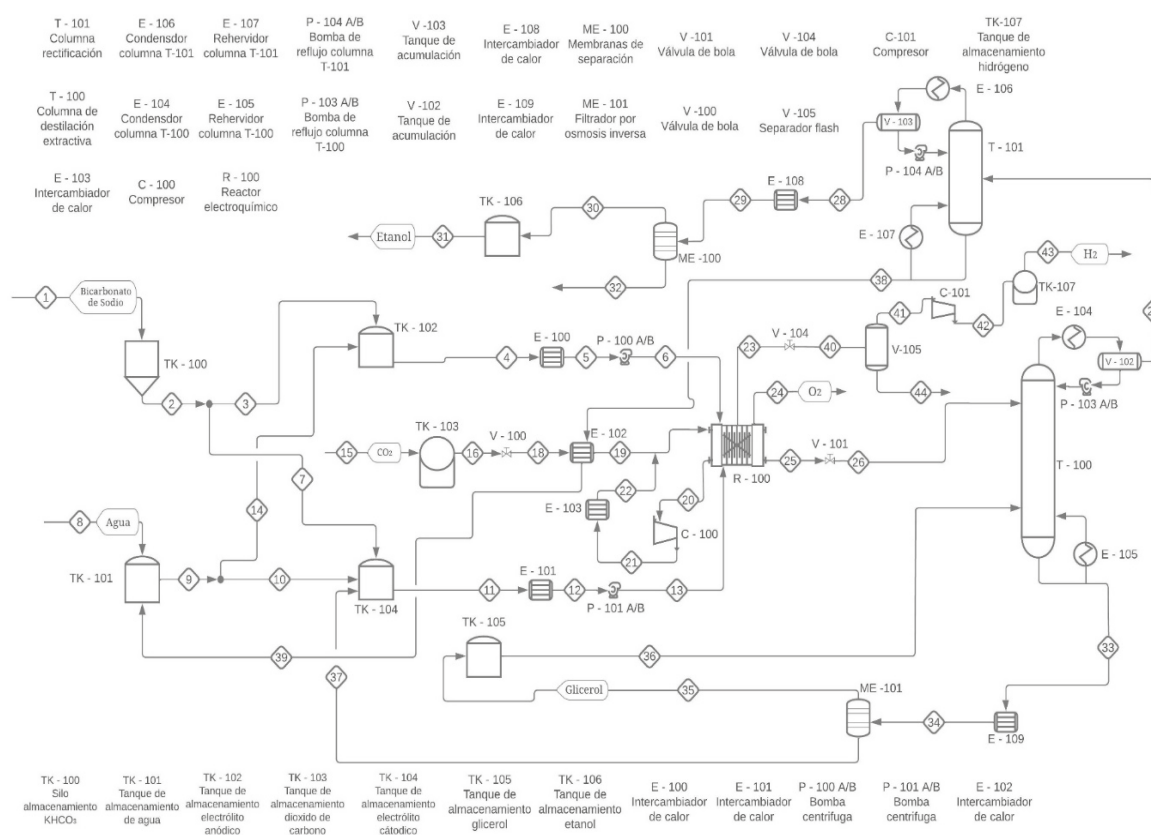 T - 101
Columna
rectificación
E - 106
Condensdor
columna T-101
E - 107
Rehervidor
columna T-101
P - 104 A/B
Bomba de
reflujo columna
T-101
V -103
Tanque de
acumulación
E - 108
Intercambiador
de calor
ME - 100
Membranas de
separación
V - 101
Válvula de bola
V - 104
Válvula de bola
C-101
Compresor
TK-107
Tanque de
almacenamiento
hidrógeno
T - 100
Columna de
destilación
extractiva
E - 104
Condensdor
columna T-100
E - 105
Rehervidor
columna T-100
P - 103 A/B
Bomba de
reflujo columna
T-100
V - 102
Tanque de
acumulación
E - 109
Intercambiador
de calor
ME - 101
Filtrador por
osmosis inversa
V - 100
Válvula de bola
V - 105
Separador flash
E - 103
Intercambiador
de calor
C - 100
Compresor
R - 100
Reactor
electroquímico
E - 106
V - 103
T - 101
P - 104 A/B
E - 108
29
28
TK - 106
30
Etanol
31
ME -100
32
E - 107
38
43
H2
TK-107
C-101
41
42
E - 104
1
Bicarbonato
de Sodio
TK - 100
2
3
TK - 102
4
E - 100
5
P - 100 A/B
6
23
V - 104
40
V-105
44
V - 102
P - 103 A/B
24
O2
15
CO2
TK - 103
16
V - 100
18
E - 102
19
R - 100
25
V - 101
26
T - 100
7
14
22
E - 103
20
C - 100
21
8
Agua
TK - 101
9
10
TK - 104
11
E - 101
12
P - 101 A/B
13
E - 105
39
37
TK - 105
36
33
Glicerol
35
ME -101
34
E - 109
TK - 100
Silo
almacenamiento
KHCO3
TK - 101
Tanque de
almacenamiento
de agua
TK - 102
Tanque de
almacenamiento
electrólito
anódico
TK - 103
Tanque de
almacenamiento
dioxido de
carbono
TK - 104
Tanque de
almacenamiento
electrólito
cátodico
TK - 105
Tanque de
almacenamiento
glicerol
TK - 106
Tanque de
almacenamiento
etanol
E - 100
Intercambiador
de calor
E - 101
Intercambiador
de calor
P - 100 A/B
Bomba
centrifuga
P - 101 A/B
Bomba
centrifuga
E - 102
Intercambiador
de calor